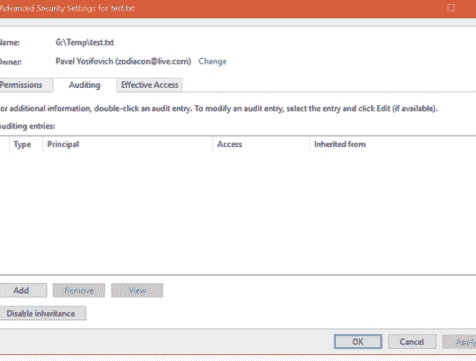 Advanced Security Settings for test.txt
Name: G:\Temp\test.txt
Owner: Pavel Yosifovich (zodiacon@live.com) Change
Permissions Auditing Effective Access
For additional information, double-click an audit entry. To modify an audit entry, select the entry and click Edit (if available).
Auditing entries:
Type Principal Access Inherited from
Add Remove View
Disable inheritance
OK Cancel Apply